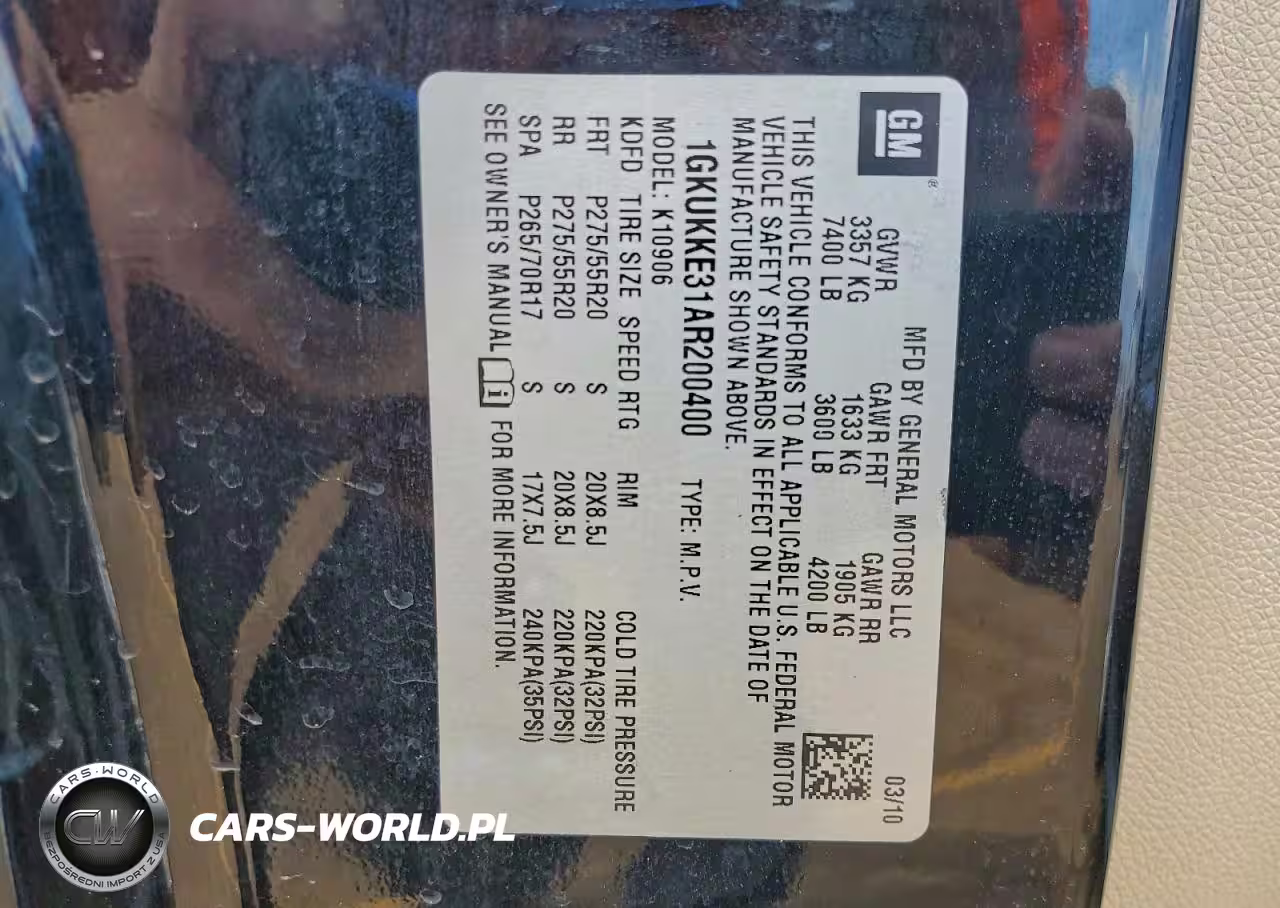 GM
®
MFD BY GENERAL MOTORS LLC 03/10
GVWR GAWR FRT GAWR RR
3357 KG 1633 KG 1905 KG
7400 LB 3600 LB 4200 LB
THIS VEHICLE CONFORMS TO ALL APPLICABLE U.S. FEDERAL MOTOR
VEHICLE SAFETY STANDARDS IN EFFECT ON THE DATE OF
MANUFACTURE SHOWN ABOVE.
1GKUKKE31AR200400 TYPE: M.P.V.
MODEL: K10906
KDFD TIRE SIZE SPEED RTG RIM COLD TIRE PRESSURE
FRT P275/55R20 S 20X8.5J 220KPA(32PSI)
RR P275/55R20 S 20X8.5J 220KPA(32PSI)
SPA P265/70R17 S 17X7.5J 240KPA(35PSI)
SEE OWNER'S MANUAL i FOR MORE INFORMATION.
CARS-WORLD
CW
BEZPOŚREDNI IMPORT Z USA
CARS-WORLD.PL